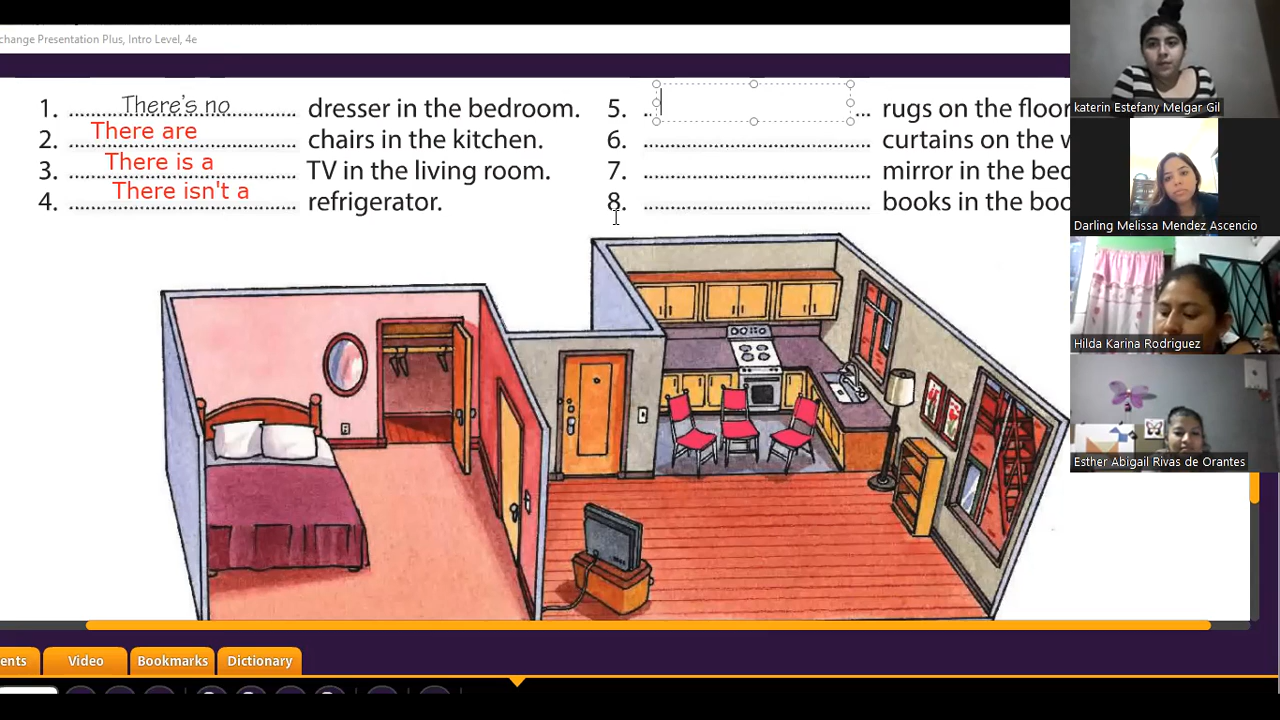 change Presentation Plus, Intro Level, 4e
1. There's no dresser in the bedroom.
2. There are chairs in the kitchen.
3. There is a TV in the living room.
4. There isn't a refrigerator.
5. rugs on the floor
6. curtains on the
7. mirror in the
8. books in the
katerin Estefany Melgar Gil
Darling Melissa Mendez Ascencio
Hilda Karina Rodriguez
Esther Abigail Rivas de Orantes
Video
Bookmarks
Dictionary